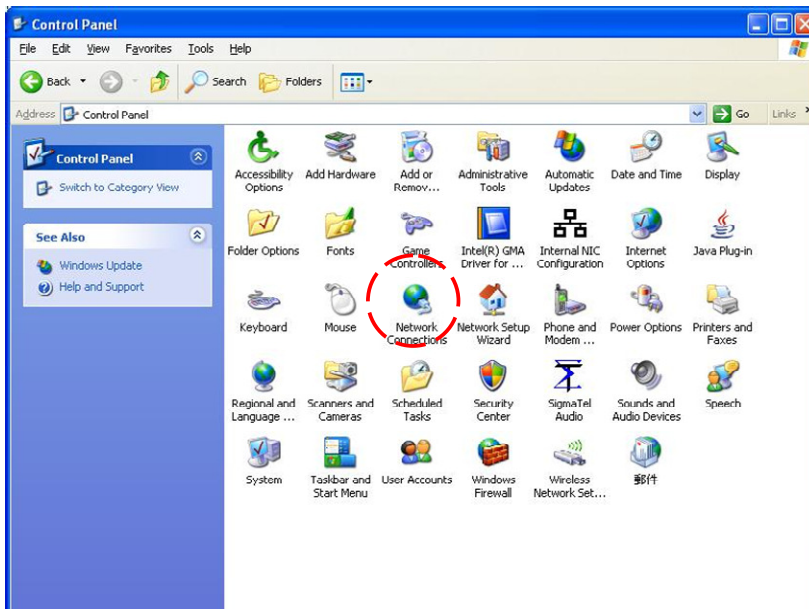 Control Panel
File Edit View Favorites Tools Help
Back Search Folders
Address Control Panel Go Links
Control Panel
Switch to Category View
See Also
Windows Update
Help and Support
Accessibility Options
Add Hardware
Add or Remov...
Administrative Tools
Automatic Updates
Date and Time
Display
Folder Options
Fonts
Game Controllers
Intel(R) GMA Driver for ...
Internal NIC Configuration
Internet Options
Java Plug-in
Keyboard
Mouse
Network Connections
Network Setup Wizard
Phone and Modem ...
Power Options
Printers and Faxes
Regional and Language ...
Scanners and Cameras
Scheduled Tasks
Security Center
SigmaTel Audio
Sounds and Audio Devices
Speech
System
Taskbar and Start Menu
User Accounts
Windows Firewall
Wireless Network Set...
郵件